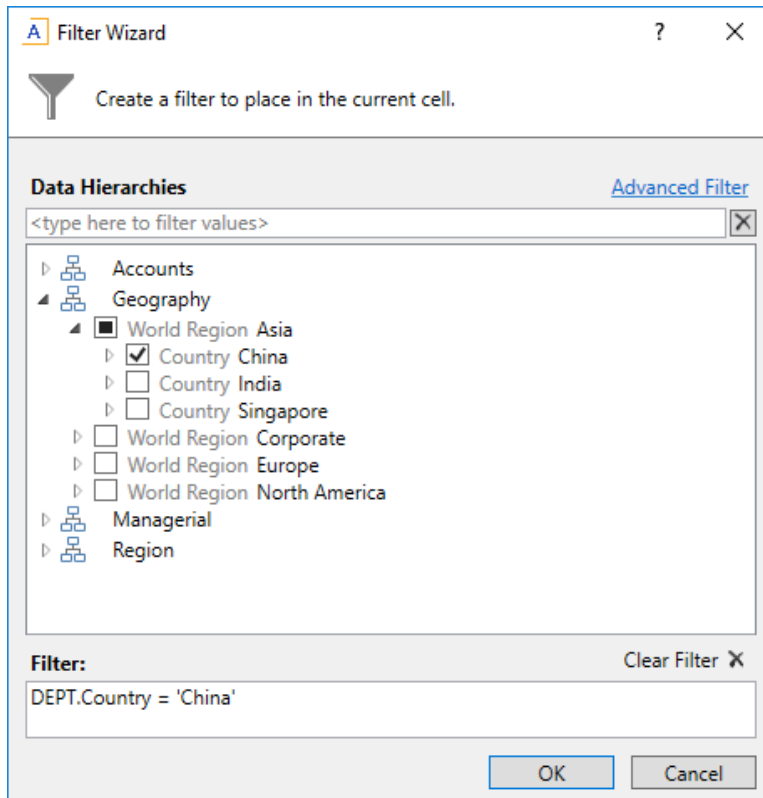 A Filter Wizard ?
Create a filter to place in the current cell.
Data Hierarchies Advanced Filter
<type here to filter values>
Accounts
Geography
World Region Asia
Country China
Country India
Country Singapore
World Region Corporate
World Region Europe
World Region North America
Managerial
Region
Filter: Clear Filter
DEPT.Country = 'China'
OK Cancel